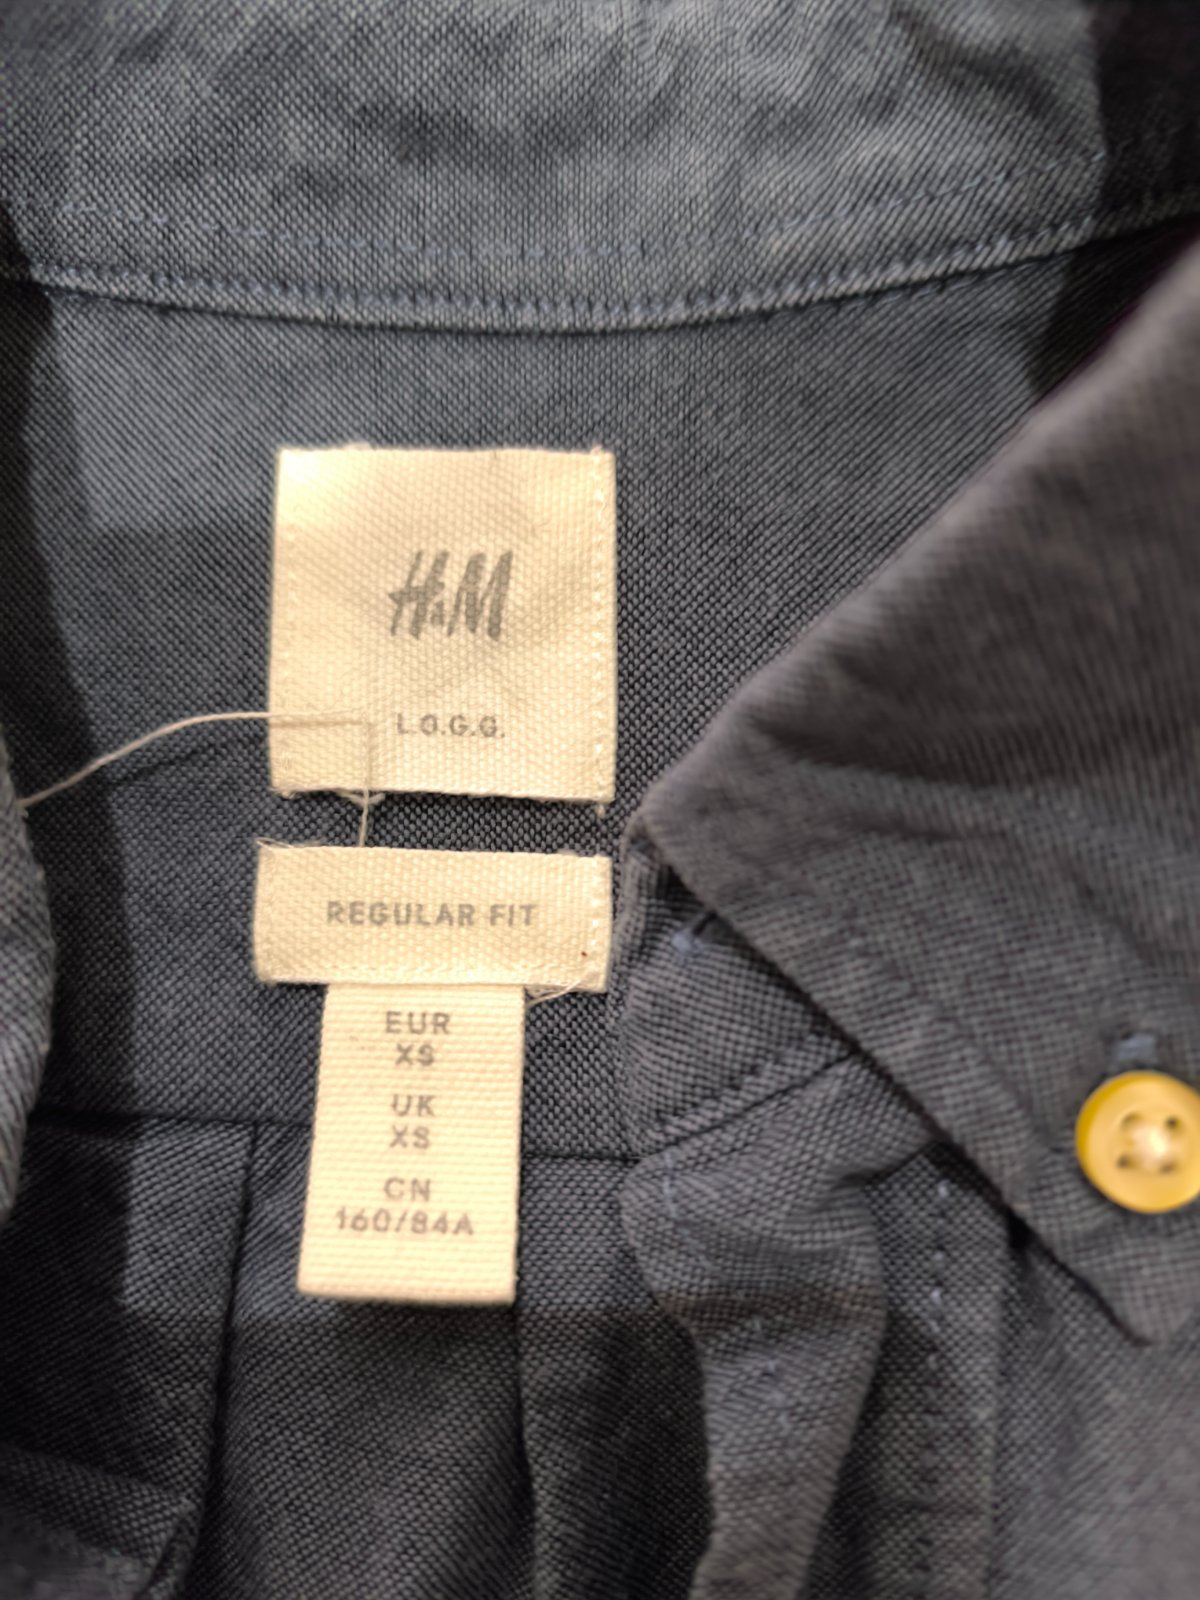 H&M
L.O.G.G.
REGULAR FIT
EUR
XS
UK
XS
CN
160/84A